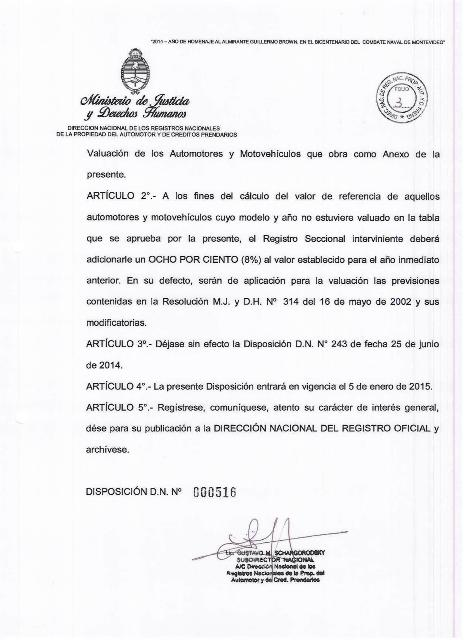 "2014 – AÑO DE HOMENAJE AL ALMIRANTE GUILLERMO BROWN, EN EL BICENTENARIO DEL COMBATE NAVAL DE MONTEVIDEO"
Ministerio de Justicia
y Derechos Humanos
DIRECCION NACIONAL DE LOS REGISTROS NACIONALES
DE LA PROPIEDAD DEL AUTOMOTOR Y DE CREDITOS PRENDARIOS
FOLIO
3
Valuación de los Automotores y Motovehículos que obra como Anexo de la
presente.
ARTÍCULO 2°.- A los fines del cálculo del valor de referencia de aquellos
automotores y motovehículos cuyo modelo y año no estuviere valuado en la tabla
que se aprueba por la presente, el Registro Seccional interviniente deberá
adicionarle un OCHO POR CIENTO (8%) al valor establecido para el año inmediato
anterior. En su defecto, serán de aplicación para la valuación las previsiones
contenidas en la Resolución M.J. y D.H. Nº 314 del 16 de mayo de 2002 y sus
modificatorias.
ARTÍCULO 3º.- Déjase sin efecto la Disposición D.N. N° 243 de fecha 25 de junio
de 2014.
ARTÍCULO 4°.- La presente Disposición entrará en vigencia el 5 de enero de 2015.
ARTÍCULO 5°.- Regístrese, comuníquese, atento su carácter de interés general,
dése para su publicación a la DIRECCIÓN NACIONAL DEL REGISTRO OFICIAL y
archívese.
DISPOSICIÓN D.N. Nº 000516
Lic. GUSTAVO M. SCHANGORODSKY
SUBDIRECTOR NACIONAL
A/C Dirección Nacional de los
Registros Nacionales de la Prop. del
Automotor y de Cred. Prendarios